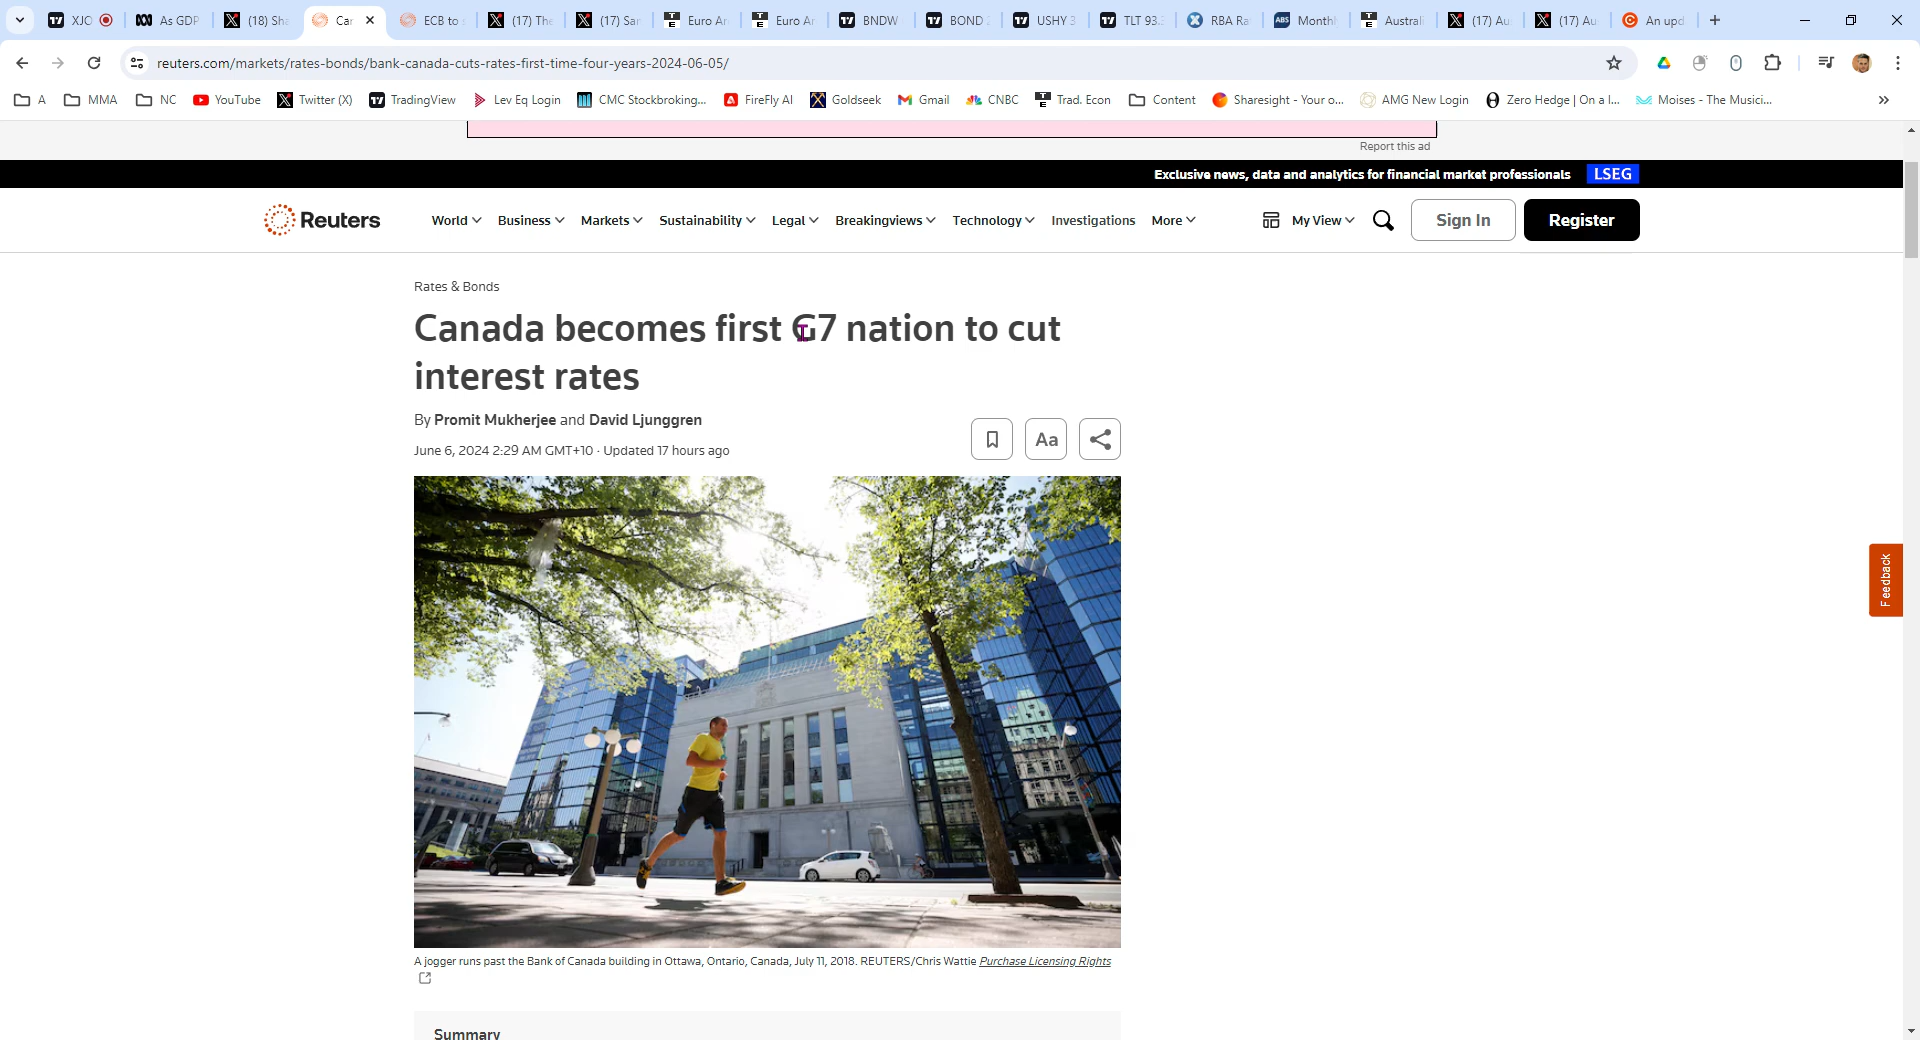 XJO
As GDP
(18) Sha
Car
ECB to s
(17) The
(17) San
Euro Ar
Euro Ar
BNDW
BOND
USHY 3
TLT 93.
RBA Ra
Month
Austral
(17) Au
(17) Au
An upd
reuters.com/markets/rates-bonds/bank-canada-cuts-rates-first-time-four-years-2024-06-05/
A
MMA
NC
YouTube
Twitter (X)
TradingView
Lev Eq Login
CMC Stockbroking...
FireFly AI
Goldseek
Gmail
CNBC
Trad. Econ
Content
Sharesight - Your o...
AMG New Login
Zero Hedge | On a l...
Moises - The Musici...
Report this ad
Exclusive news, data and analytics for financial market professionals LSEG
Reuters
World
Business
Markets
Sustainability
Legal
Breakingviews
Technology
Investigations
More
My View
Sign In
Register
Rates & Bonds
Canada becomes first G7 nation to cut
interest rates
By Promit Mukherjee and David Ljunggren
June 6, 2024 2:29 AM GMT+10 · Updated 17 hours ago
Aa
A jogger runs past the Bank of Canada building in Ottawa, Ontario, Canada, July 11, 2018. REUTERS/Chris Wattie Purchase Licensing Rights
Summary
Feedback